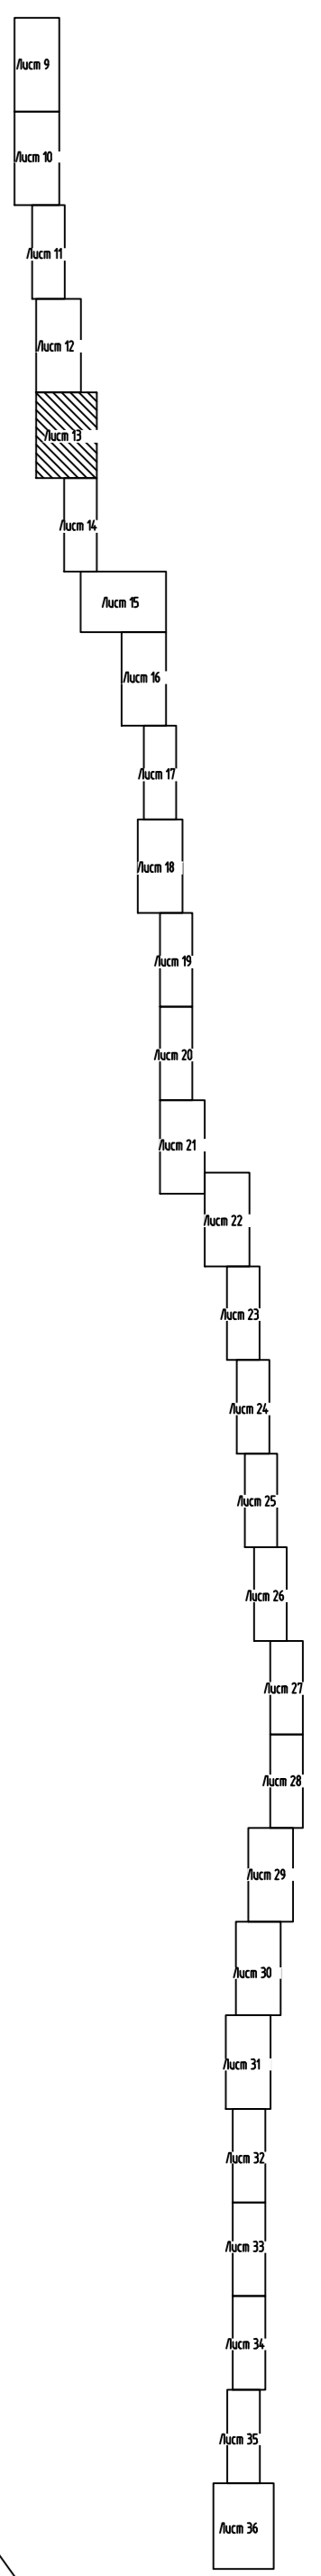 Лист 9
Лист 10
Лист 11
Лист 12
Лист 13
Лист 14
Лист 15
Лист 16
Лист 17
Лист 18
Лист 19
Лист 20
Лист 21
Лист 22
Лист 23
Лист 24
Лист 25
Лист 26
Лист 27
Лист 28
Лист 29
Лист 30
Лист 31
Лист 32
Лист 33
Лист 34
Лист 35
Лист 36